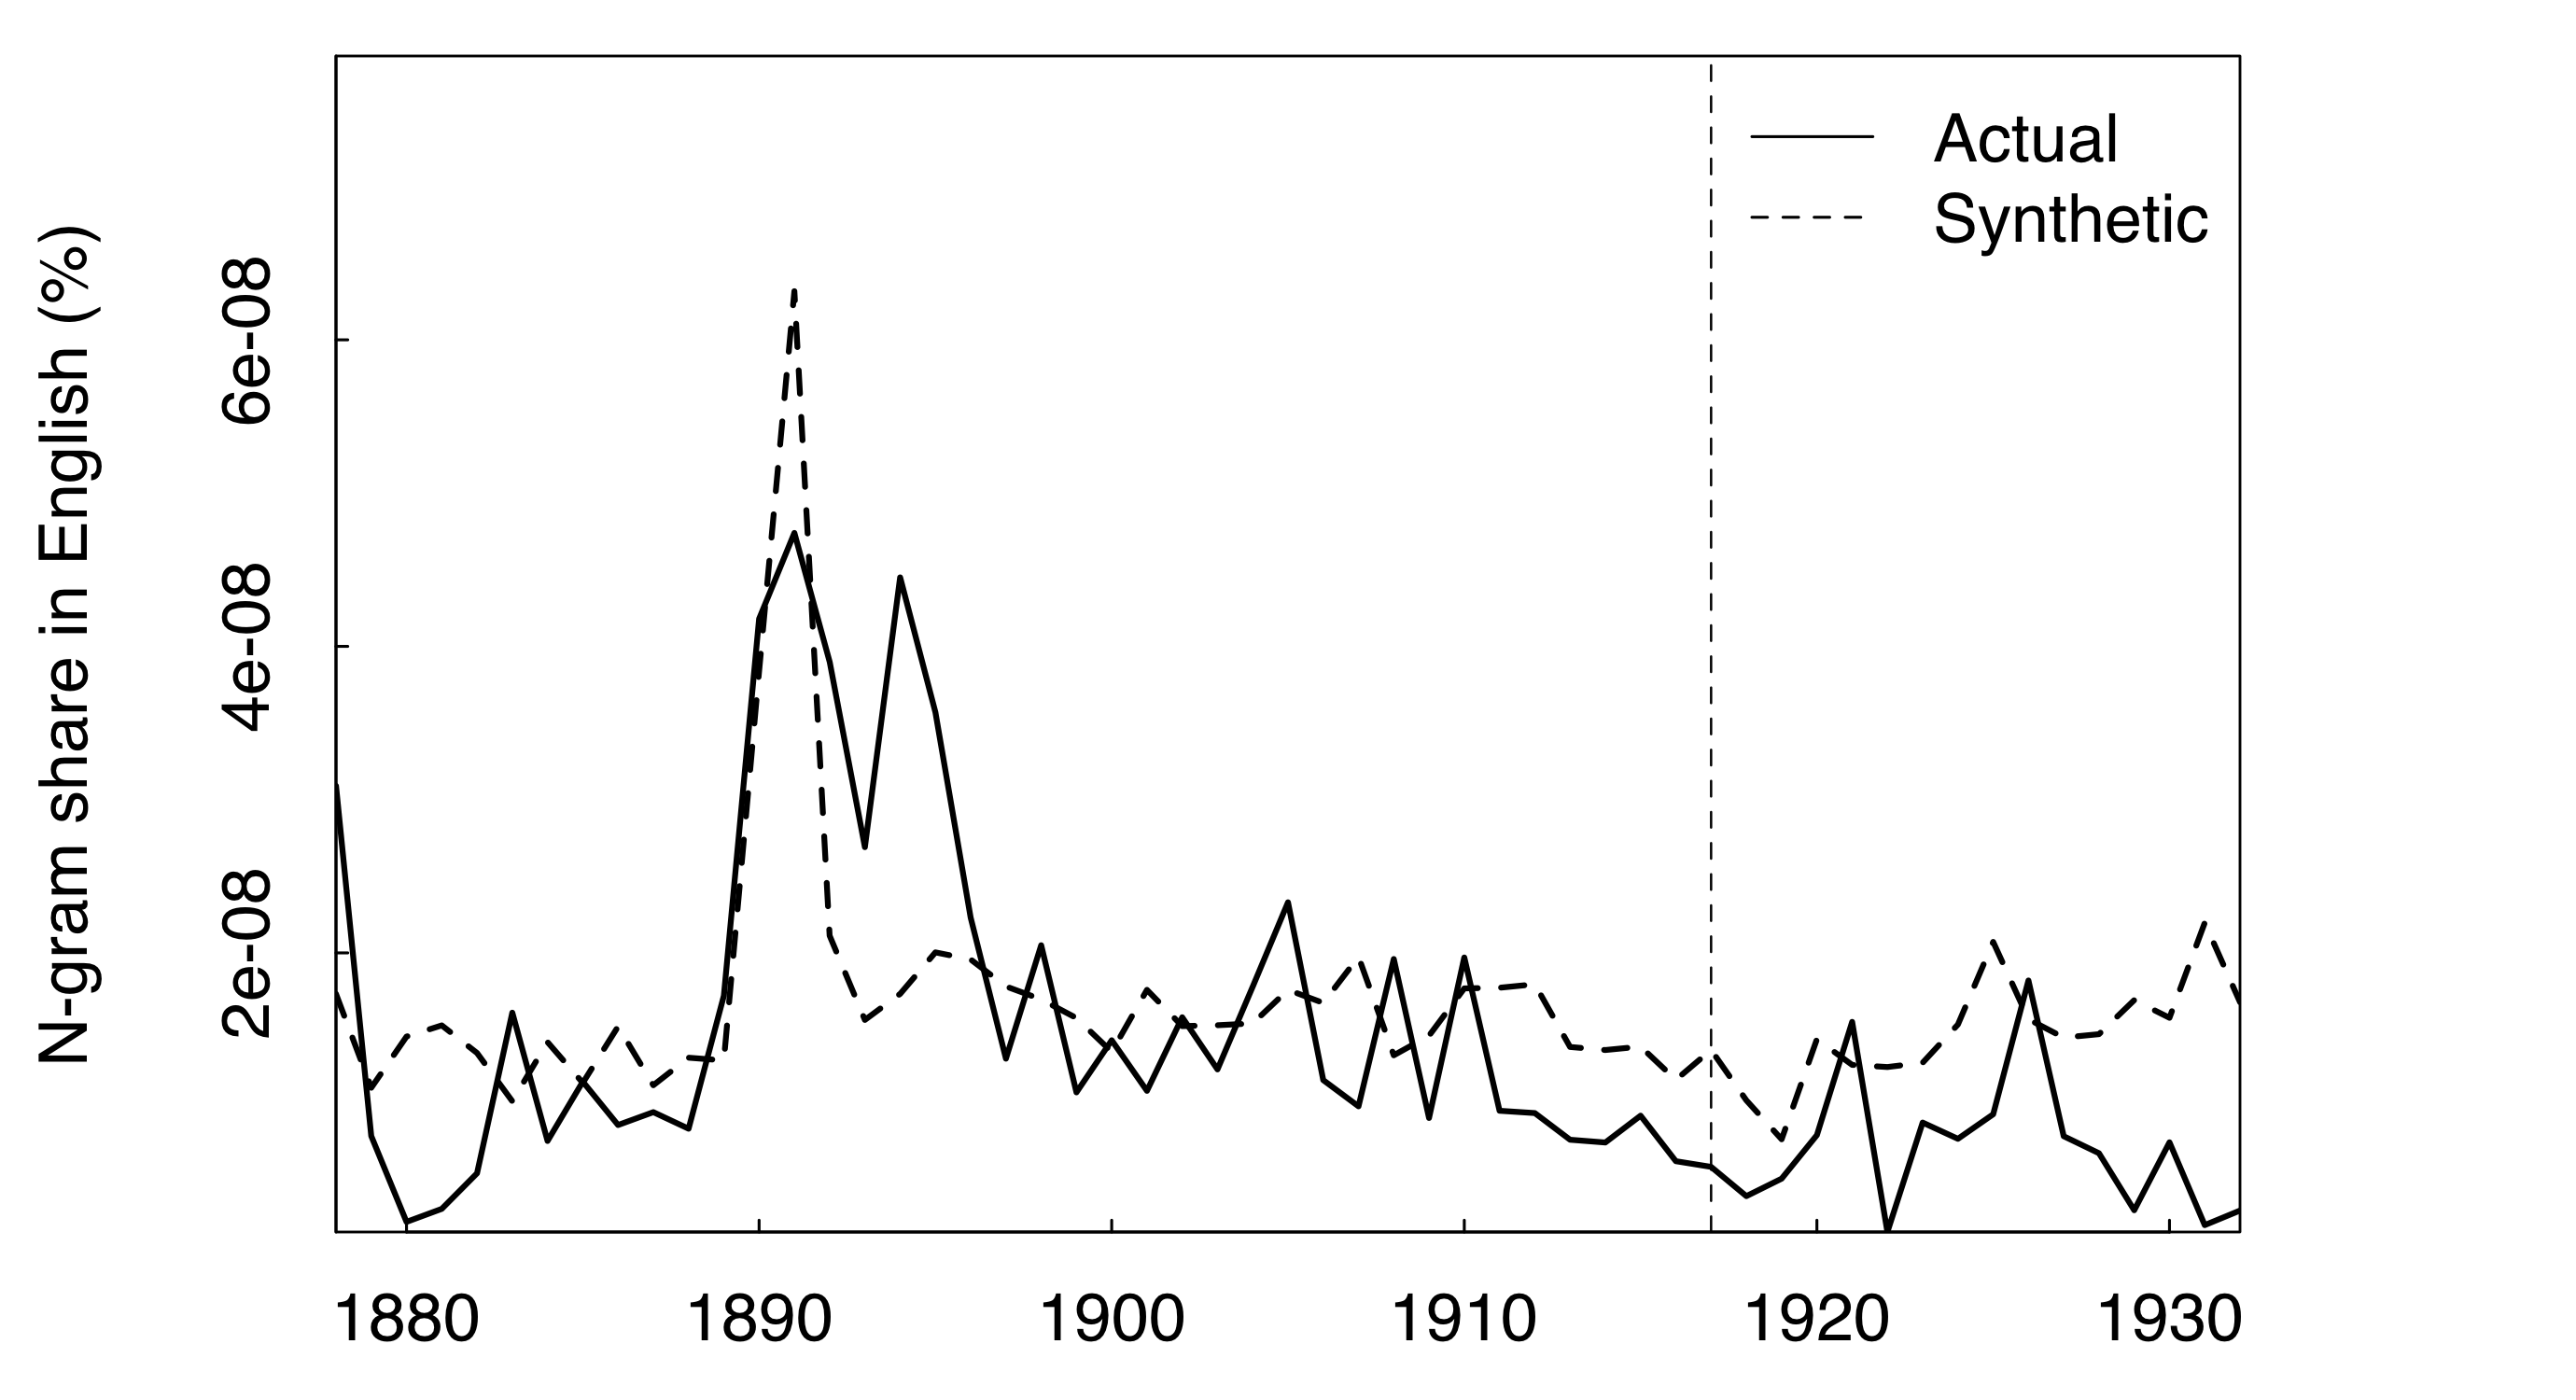 Actual
Synthetic
N-gram share in English (%)
6e-08
4e-08
2e-08
1880 1890 1900 1910 1920 1930